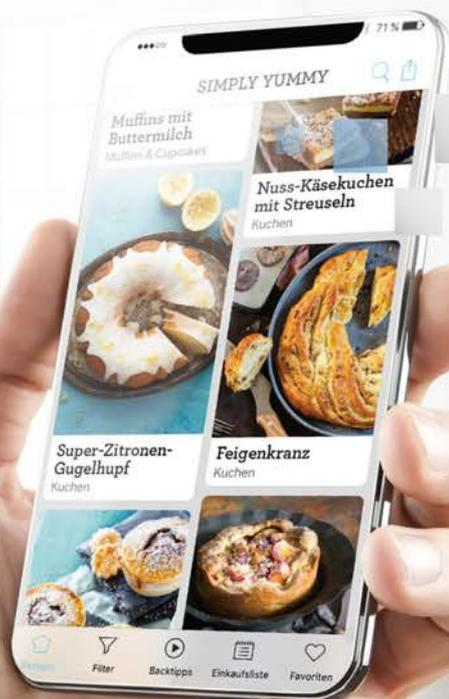 71%
SIMPLY YUMMY
Muffins mit
Buttermilch
Muffins & Cupcakes
Nuss-Käsekuchen
mit Streuseln
Kuchen
Super-Zitronen-
Gugelhupf
Kuchen
Feigenkranz
Kuchen
Rezepte
Filter
Backtipps
Einkaufsliste
Favoriten